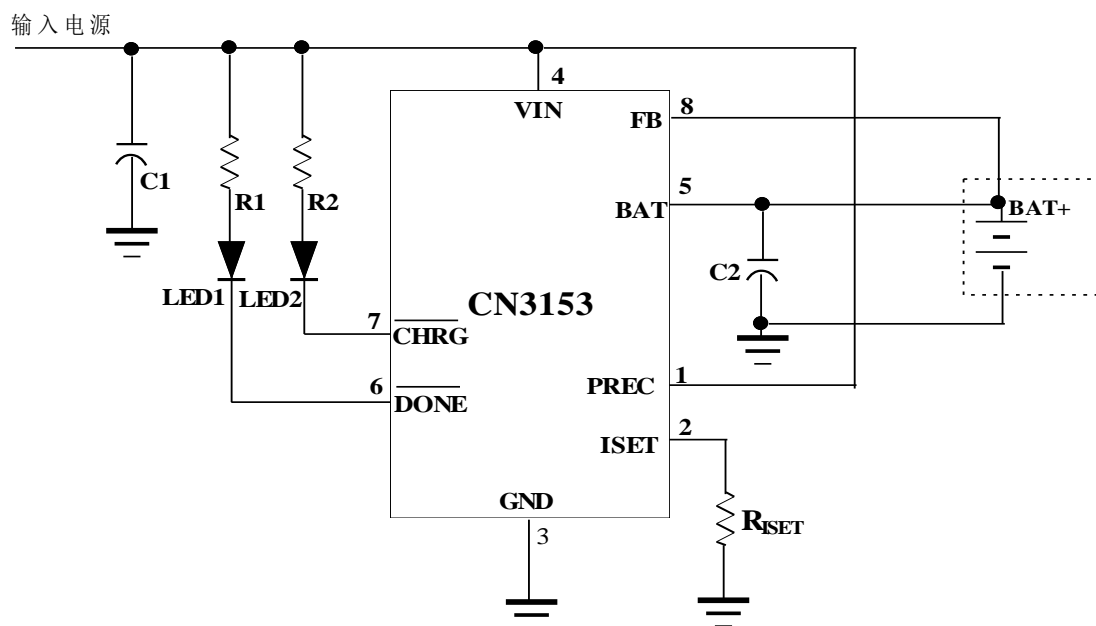 输入电源
4
VIN
8
FB
C1
R1
R2
5
BAT
BAT+
LED1
LED2
C2
CN3153
7
CHRG
6
DONE
1
PREC
2
ISET
GND
3
RISET